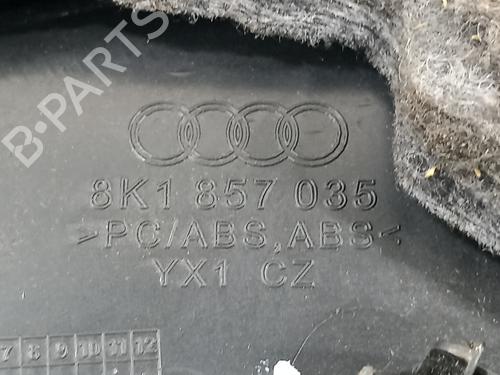 B-PARTS
8K1 857 035
>PC/ABS,ABS<
YX1 CZ
7 8 9 10 11 12